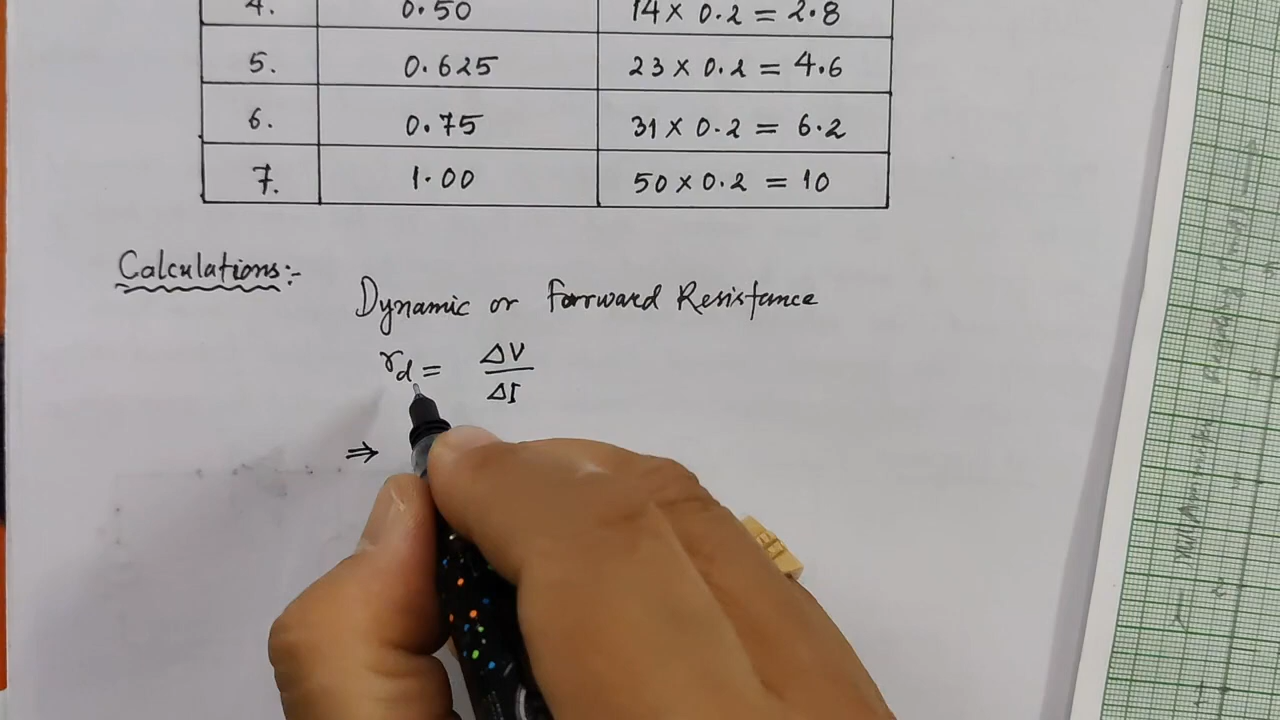 4. 0.50 14 × 0.2 = 2.8
5. 0.625 23 × 0.2 = 4.6
6. 0.75 31 × 0.2 = 6.2
7. 1.00 50 × 0.2 = 10
Calculations:-
Dynamic or Forward Resistance
r_d = ΔV/ΔI
⇒